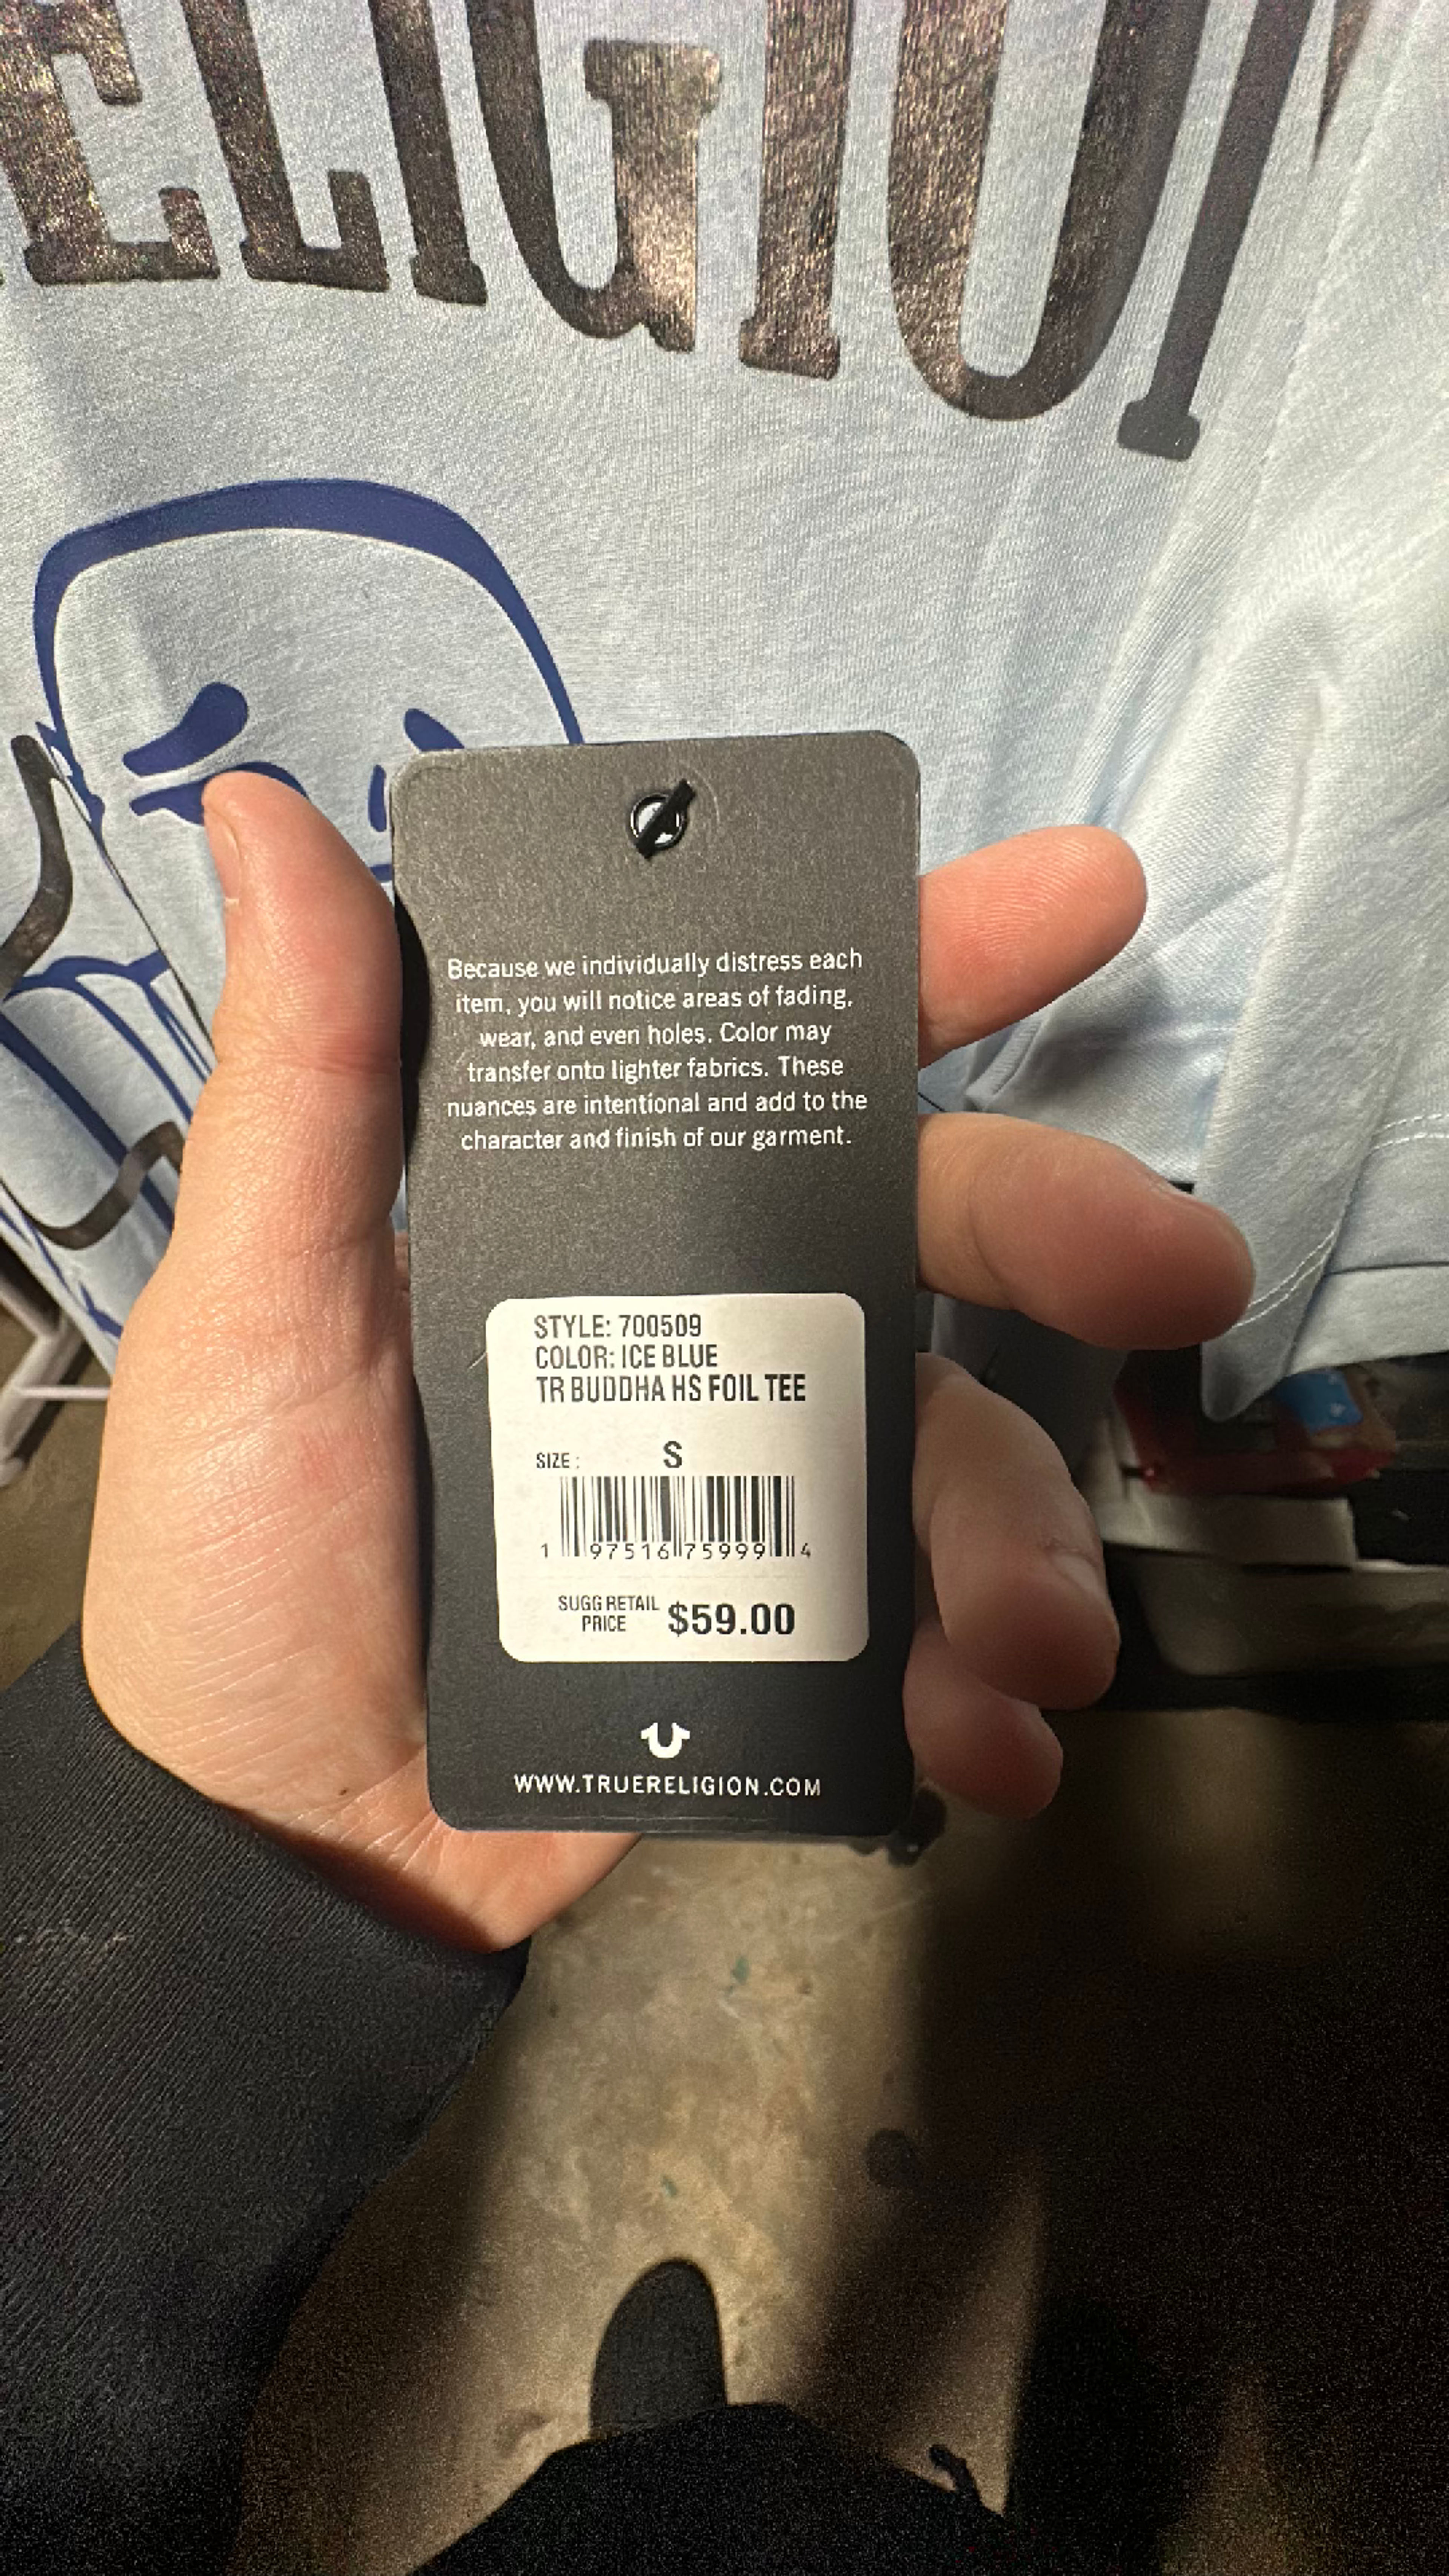 RELIGION
Because we individually distress each
item, you will notice areas of fading,
wear, and even holes. Color may
transfer onto lighter fabrics. These
nuances are intentional and add to the
character and finish of our garment.
STYLE: 700509
COLOR: ICE BLUE
TR BUDDHA HS FOIL TEE
SIZE: S
1 97516 75999 4
SUGG RETAIL
PRICE $59.00
WWW.TRUERELIGION.COM